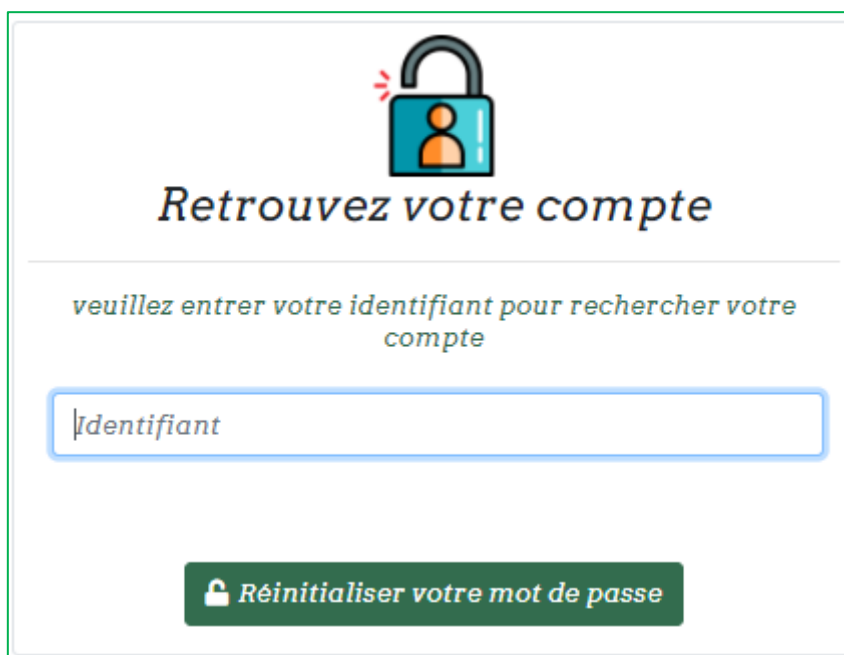 Retrouvez votre compte
veuillez entrer votre identifiant pour rechercher votre
compte
Identifiant
Réinitialiser votre mot de passe